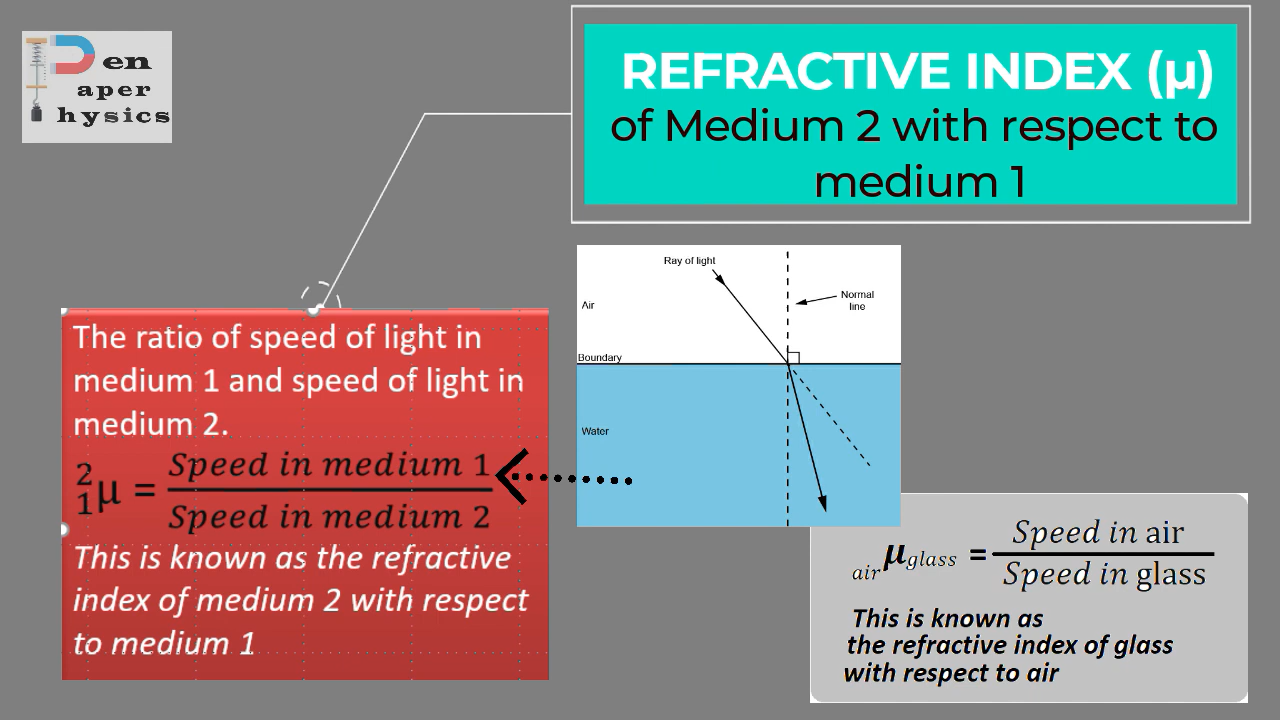 Pen
aper
hysics
REFRACTIVE INDEX (μ)
of Medium 2 with respect to
medium 1
The ratio of speed of light in
medium 1 and speed of light in
medium 2.
²₁μ = Speed in medium 1 / Speed in medium 2
This is known as the refractive
index of medium 2 with respect
to medium 1
Ray of light
Normal
line
Air
Boundary
Water
airμglass = Speed in air / Speed in glass
This is known as
the refractive index of glass
with respect to air